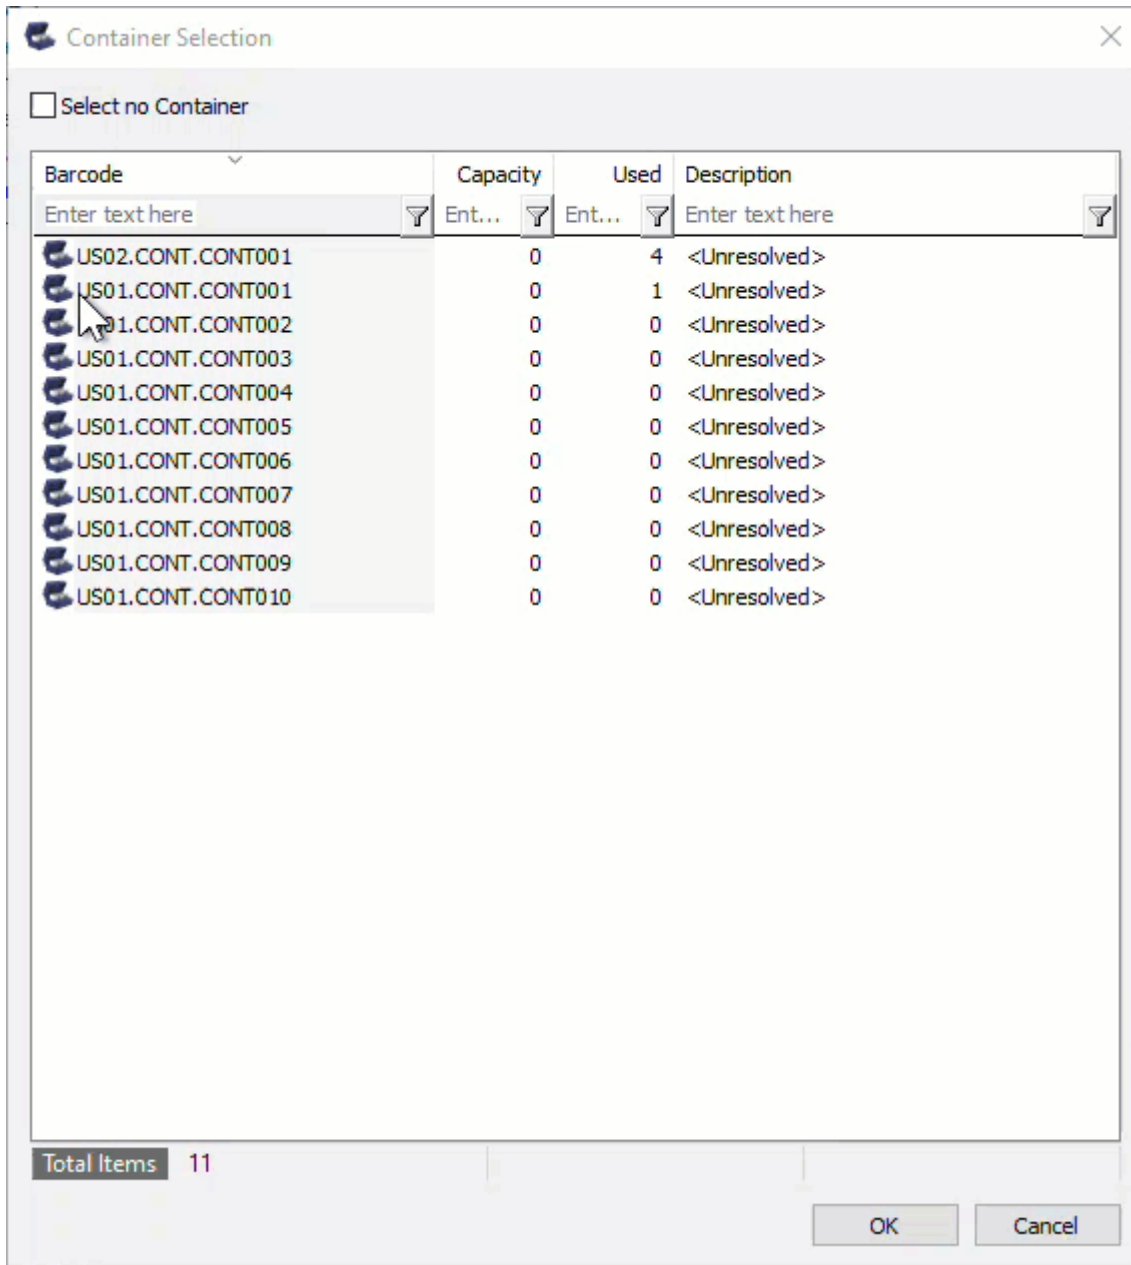 Container Selection
Select no Container
Barcode Capacity Used Description
Enter text here Ent... Ent... Enter text here
US02.CONT.CONT001 0 4 <Unresolved>
US01.CONT.CONT001 0 1 <Unresolved>
01.CONT.CONT002 0 0 <Unresolved>
US01.CONT.CONT003 0 0 <Unresolved>
US01.CONT.CONT004 0 0 <Unresolved>
US01.CONT.CONT005 0 0 <Unresolved>
US01.CONT.CONT006 0 0 <Unresolved>
US01.CONT.CONT007 0 0 <Unresolved>
US01.CONT.CONT008 0 0 <Unresolved>
US01.CONT.CONT009 0 0 <Unresolved>
US01.CONT.CONT010 0 0 <Unresolved>
Total Items 11
OK Cancel